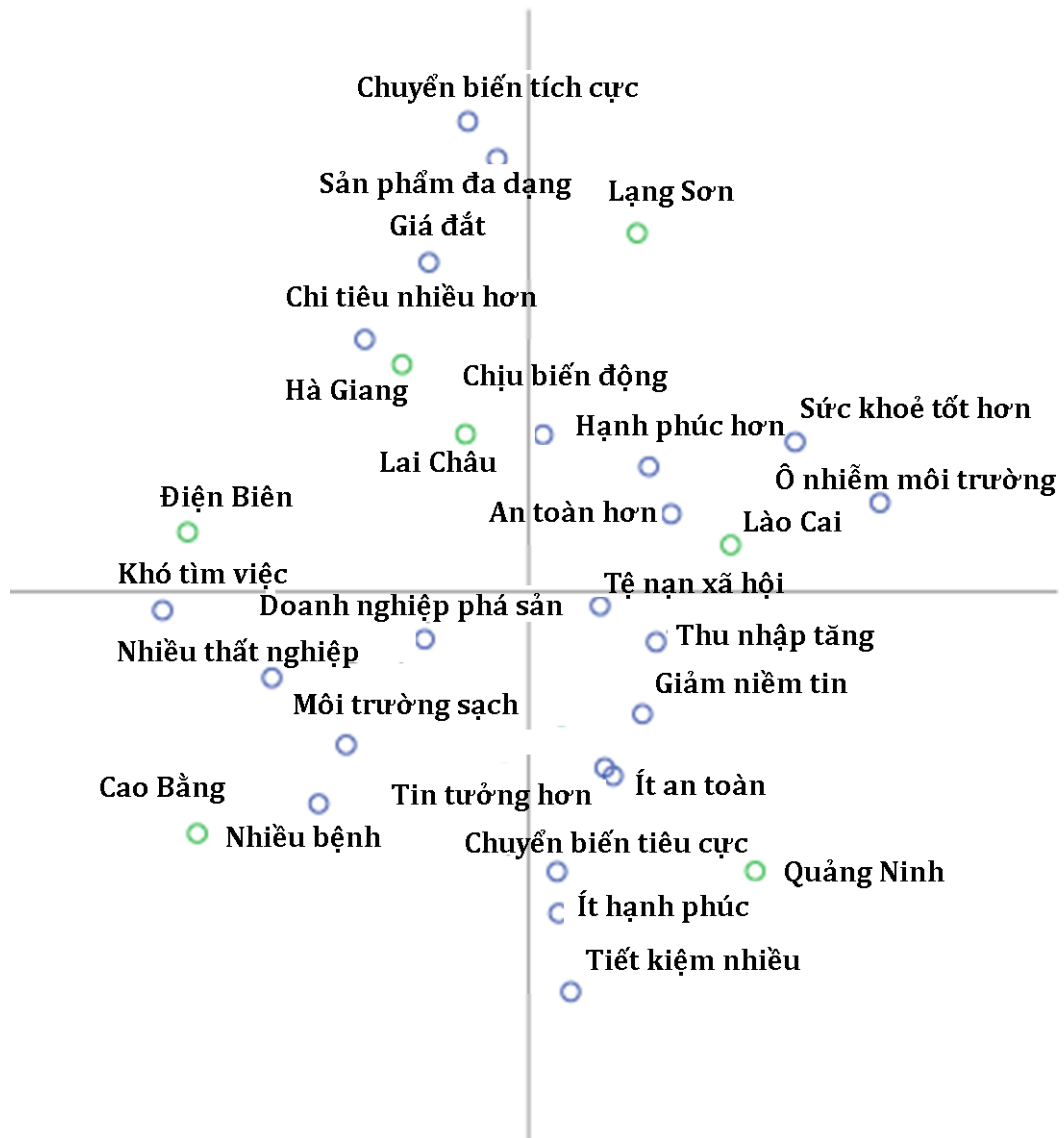 Chuyển biến tích cực
Sản phẩm đa dạng
Lạng Sơn
Giá đắt
Chi tiêu nhiều hơn
Chịu biến động
Hà Giang
Sức khoẻ tốt hơn
Hạnh phúc hơn
Lai Châu
Ô nhiễm môi trường
Điện Biên
An toàn hơn
Lào Cai
Khó tìm việc
Tệ nạn xã hội
Doanh nghiệp phá sản
Thu nhập tăng
Nhiều thất nghiệp
Giảm niềm tin
Môi trường sạch
Cao Bằng
Ít an toàn
Tin tưởng hơn
Nhiều bệnh
Chuyển biến tiêu cực
Quảng Ninh
Ít hạnh phúc
Tiết kiệm nhiều